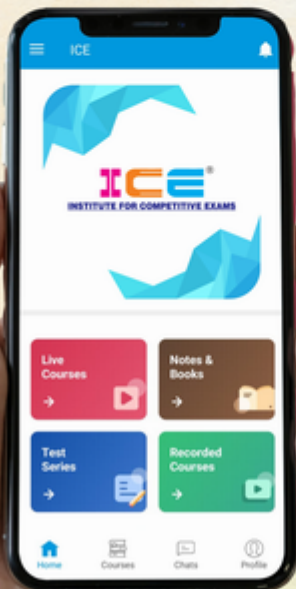 ICE
ICE®
INSTITUTE FOR COMPETITIVE EXAMS
Live
Courses
Notes &
Books
Test
Series
Recorded
Courses
Home
Courses
Chats
Profile